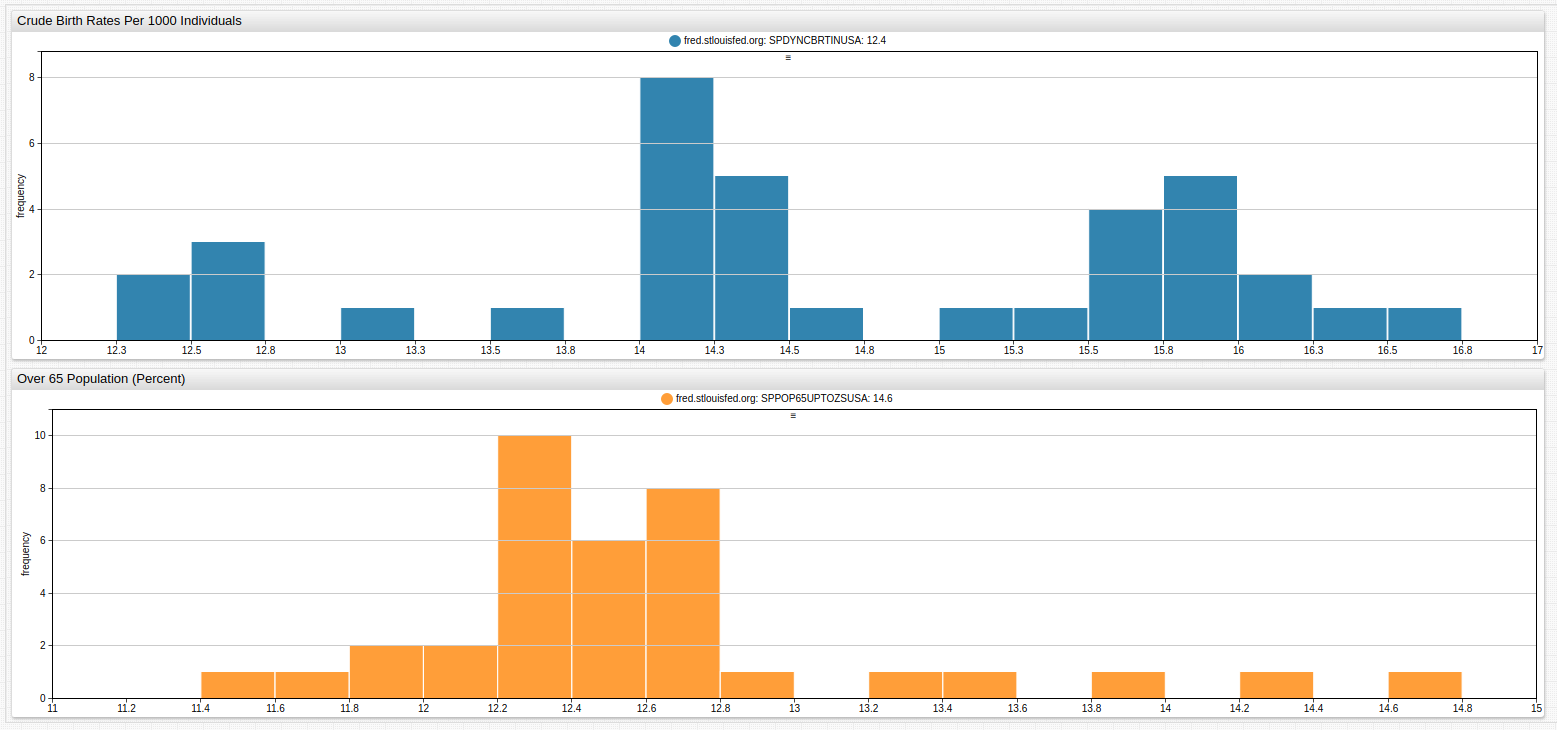 Crude Birth Rates Per 1000 Individuals
fred.stlouisfed.org: SPDYNCBRTINUSA: 12.4
8
6
4
2
0
frequency
12 12.3 12.5 12.8 13 13.3 13.5 13.8 14 14.3 14.5 14.8 15 15.3 15.5 15.8 16 16.3 16.5 16.8 17
Over 65 Population (Percent)
fred.stlouisfed.org: SPPOP65UPTOZSUSA: 14.6
10
8
6
4
2
0
frequency
11 11.2 11.4 11.6 11.8 12 12.2 12.4 12.6 12.8 13 13.2 13.4 13.6 13.8 14 14.2 14.4 14.6 14.8 15